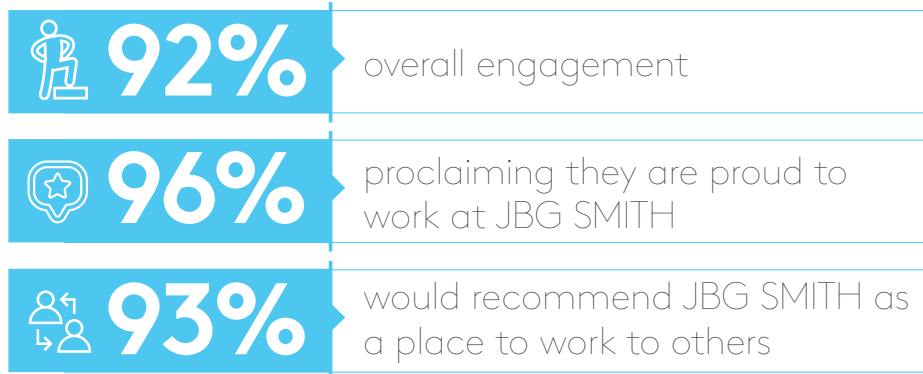 92%
overall engagement
96%
proclaiming they are proud to
work at JBG SMITH
93%
would recommend JBG SMITH as
a place to work to others